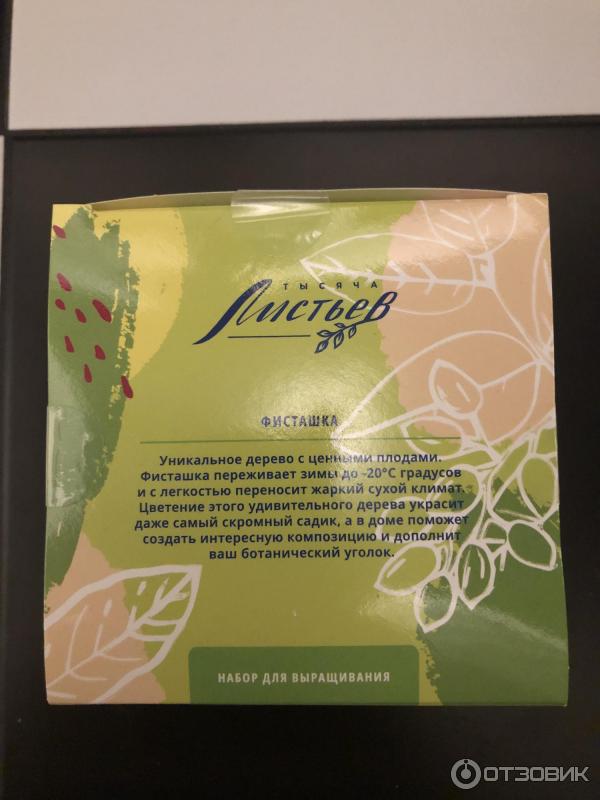 ТЫСЯЧА
Листьев
ФИСТАШКА
Уникальное дерево с ценными плодами.
Фисташка переживает зимы до -20°С градусов
и с легкостью переносит жаркий сухой климат.
Цветение этого удивительного дерева украсит
даже самый скромный садик, а в доме поможет
создать интересную композицию и дополнит
ваш ботанический уголок.
НАБОР ДЛЯ ВЫРАЩИВАНИЯ
ОТЗОВИК